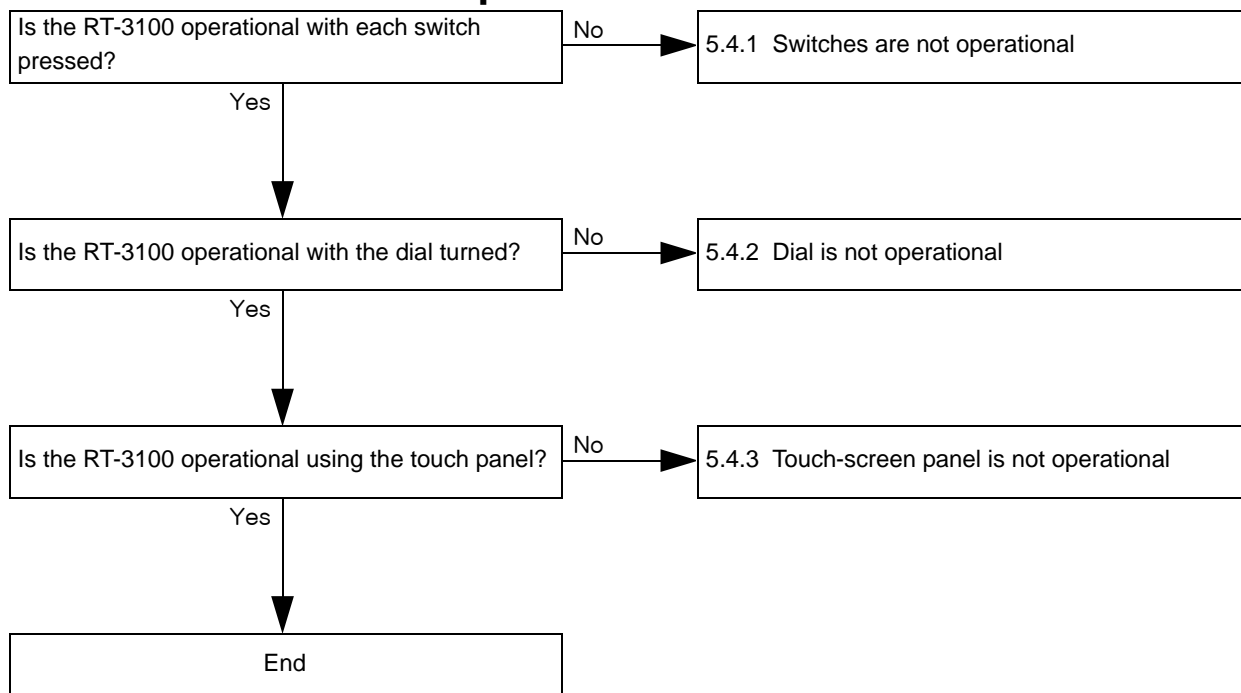 Is the RT-3100 operational with each switch
pressed?
No
5.4.1 Switches are not operational
Yes
Is the RT-3100 operational with the dial turned?
No
5.4.2 Dial is not operational
Yes
Is the RT-3100 operational using the touch panel?
No
5.4.3 Touch-screen panel is not operational
Yes
End